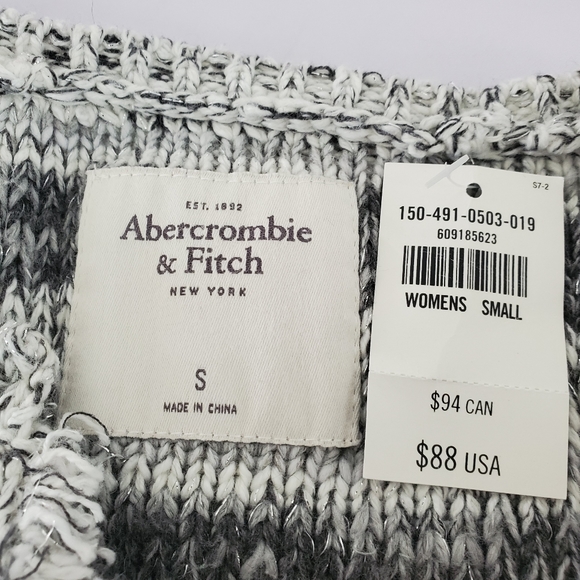 EST. 1892
Abercrombie
& Fitch
NEW YORK
S
MADE IN CHINA
S7-2
150-491-0503-019
609185623
WOMENS SMALL
$94 CAN
$88 USA